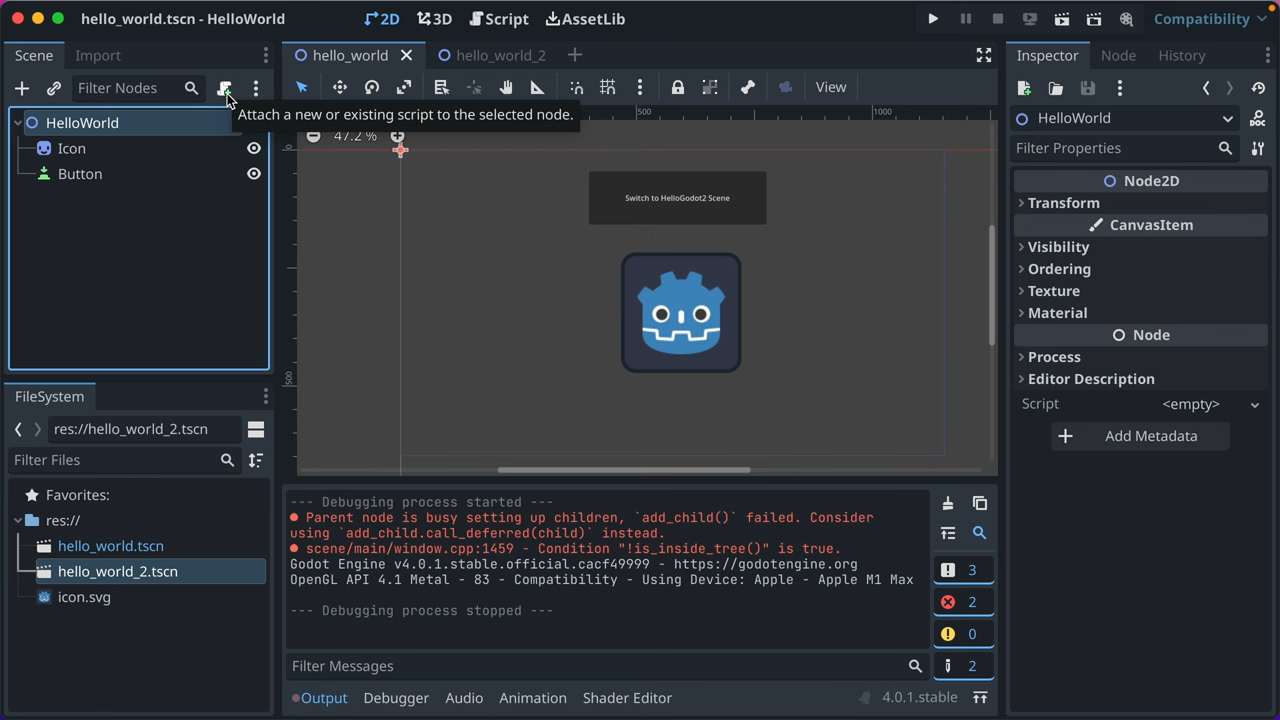 hello_world.tscn - HelloWorld
2D
3D
Script
AssetLib
Compatibility
Scene
Import
Filter Nodes
HelloWorld
Icon
Button
FileSystem
res://hello_world_2.tscn
Filter Files
Favorites:
res://
hello_world.tscn
hello_world_2.tscn
icon.svg
hello_world
hello_world_2
View
Attach a new or existing script to the selected node.
500
1000
47.2 %
0
500
Switch to HelloGodot2 Scene
--- Debugging process started ---
Parent node is busy setting up children, `add_child()` failed. Consider
using `add_child.call_deferred(child)` instead.
scene/main/window.cpp:1459 - Condition "!is_inside_tree()" is true.
Godot Engine v4.0.1.stable.official.cacf49999 - https://godotengine.org
OpenGL API 4.1 Metal - 83 - Compatibility - Using Device: Apple - Apple M1 Max
--- Debugging process stopped ---
3
2
0
2
Filter Messages
Output
Debugger
Audio
Animation
Shader Editor
4.0.1.stable
Inspector
Node
History
HelloWorld
Filter Properties
Node2D
Transform
CanvasItem
Visibility
Ordering
Texture
Material
Node
Process
Editor Description
Script
<empty>
Add Metadata